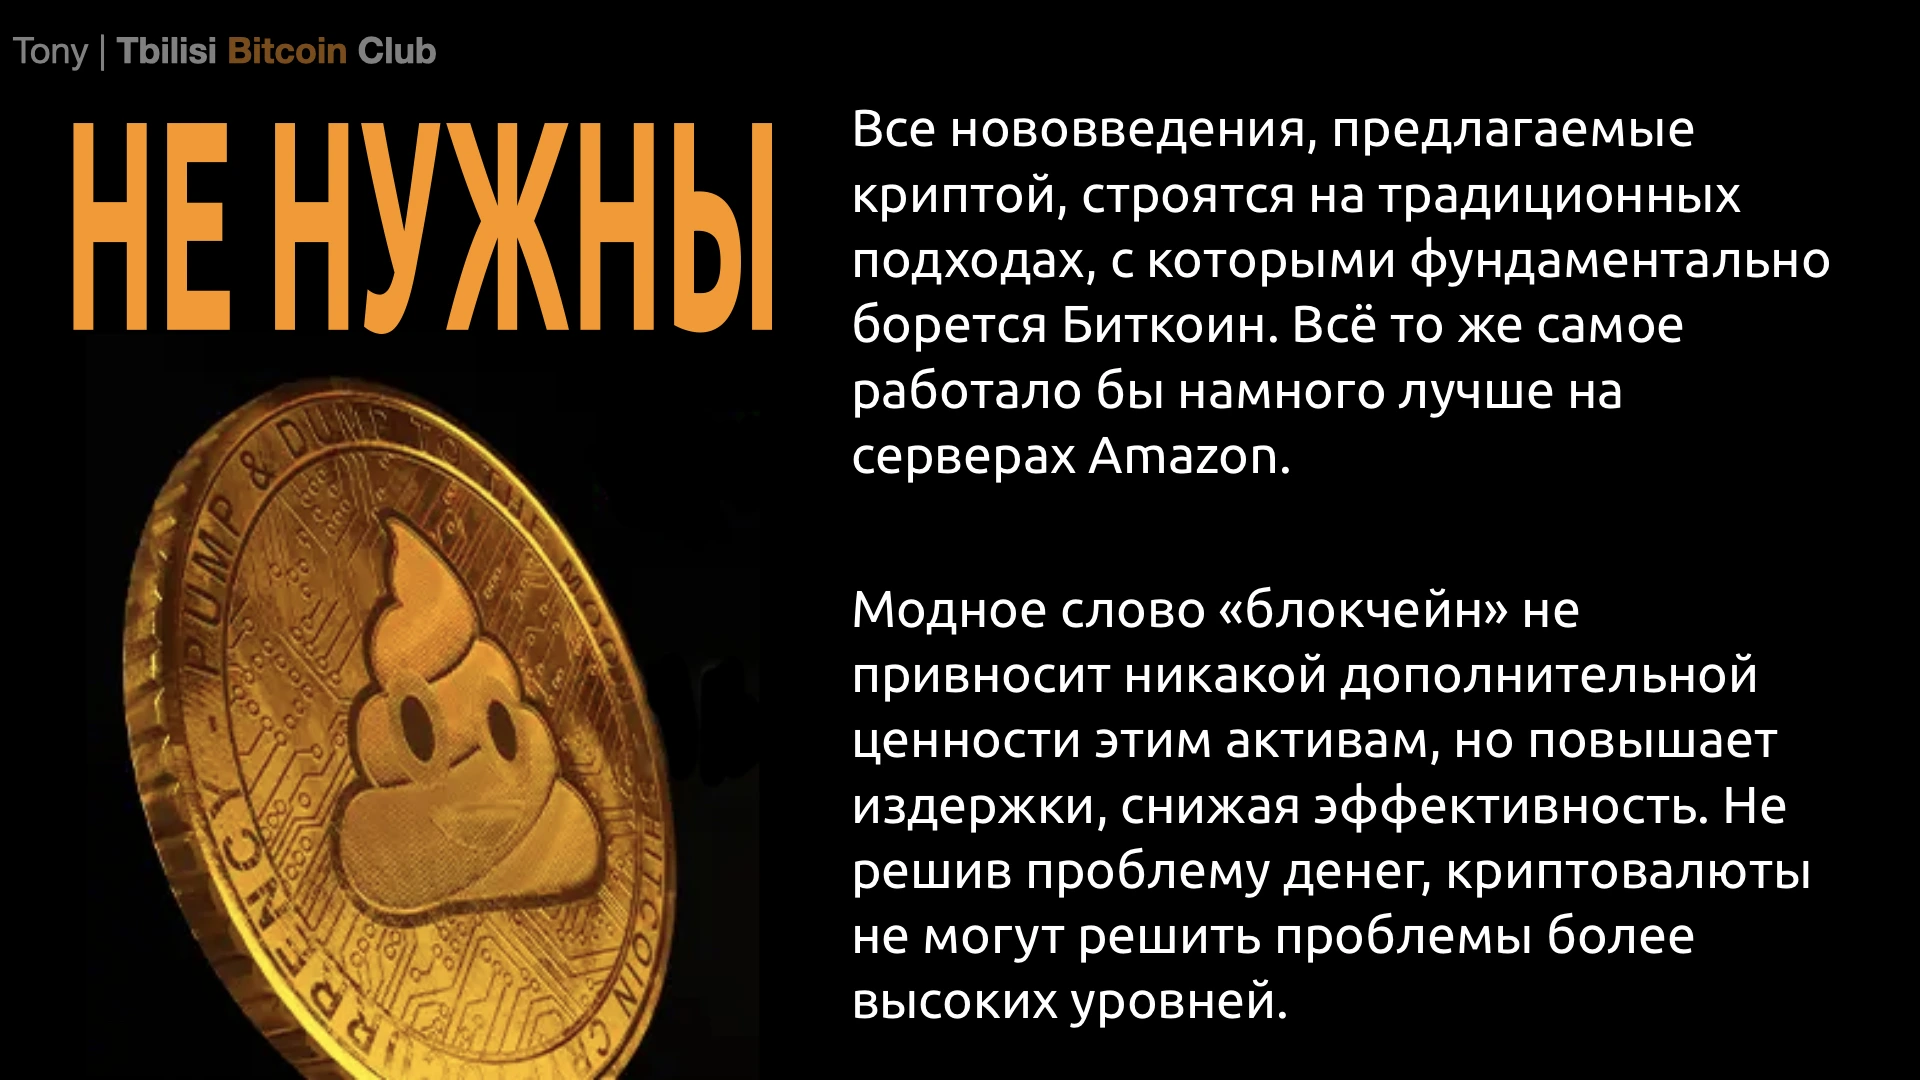 Tony | Tbilisi Bitcoin Club
НЕ НУЖНЫ
Все нововведения, предлагаемые
криптой, строятся на традиционных
подходах, с которыми фундаментально
борется Биткоин. Всё то же самое
работало бы намного лучше на
серверах Amazon.
Модное слово «блокчейн» не
привносит никакой дополнительной
ценности этим активам, но повышает
издержки, снижая эффективность. Не
решив проблему денег, криптовалюты
не могут решить проблемы более
высоких уровней.
PUMP & DUMP TO THE MOON - SHITCOIN